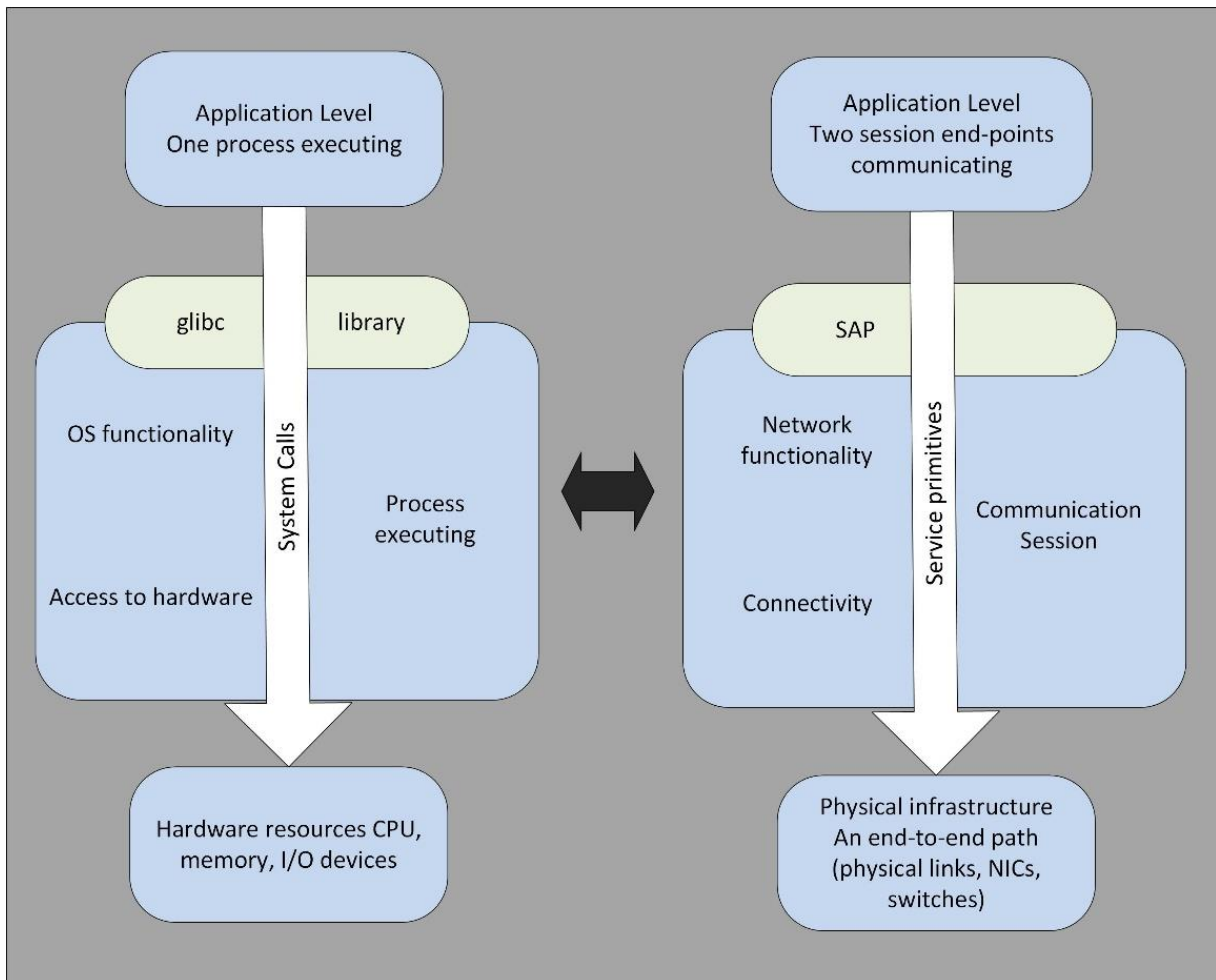 Application Level
One process executing
glibc library
OS functionality
System Calls
Process
executing
Access to hardware
Hardware resources CPU,
memory, I/O devices
Application Level
Two session end-points
communicating
SAP
Network
functionality
Service primitives
Communication
Session
Connectivity
Physical infrastructure
An end-to-end path
(physical links, NICs,
switches)